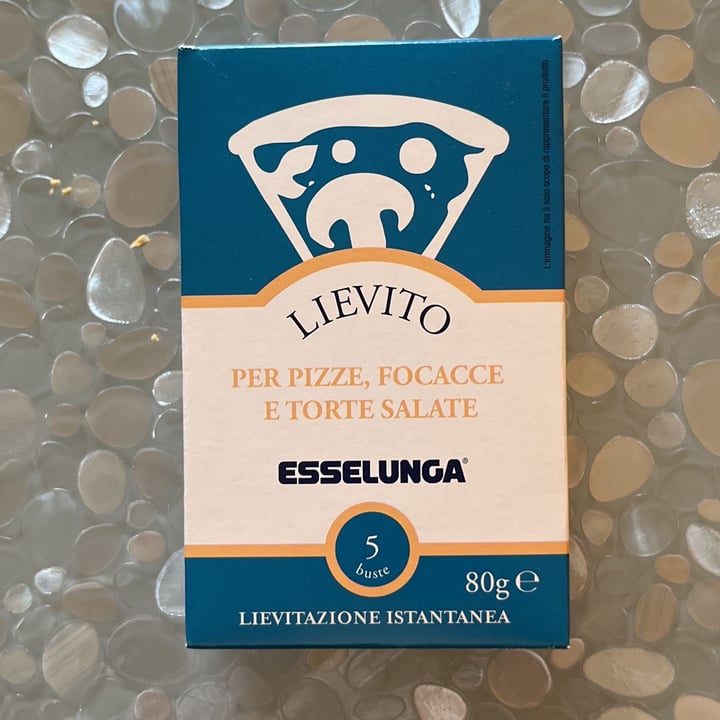 L'immagine ha il solo scopo di rappresentare il prodotto
LIEVITO
PER PIZZE, FOCACCE
E TORTE SALATE
ESSELUNGA®
5
buste
80g ℮
LIEVITAZIONE ISTANTANEA